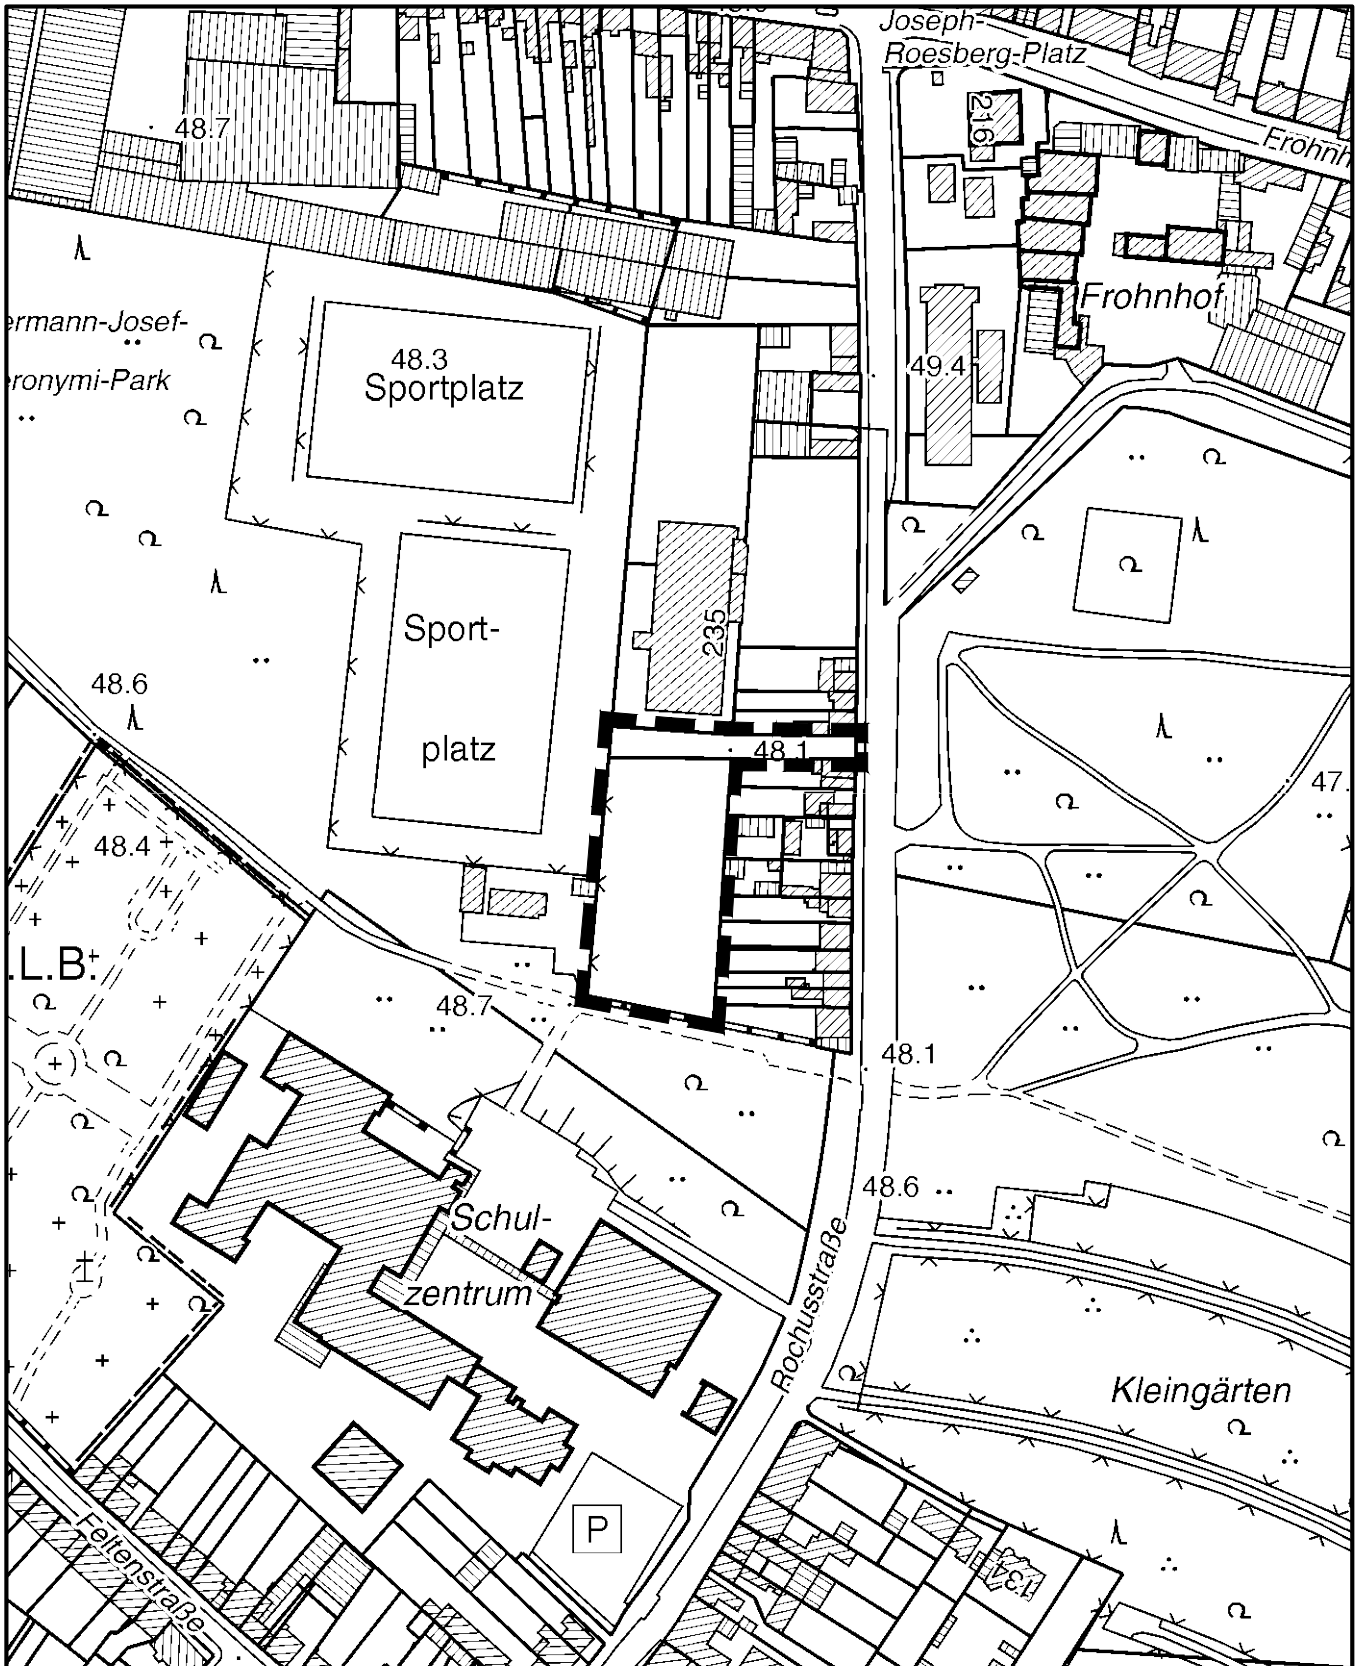 Joseph-
Roesberg-Platz
216
48.7
Frohnh
Frohnhof
ermann-Josef-
eronymi-Park
48.3
Sportplatz
49.4
Sport-
platz
235
48.6
48.1
47.
48.4
.L.B.
48.7
48.1
48.6
Schul-
zentrum
Rochusstraße
Kleingärten
P
Feltenstraße
134